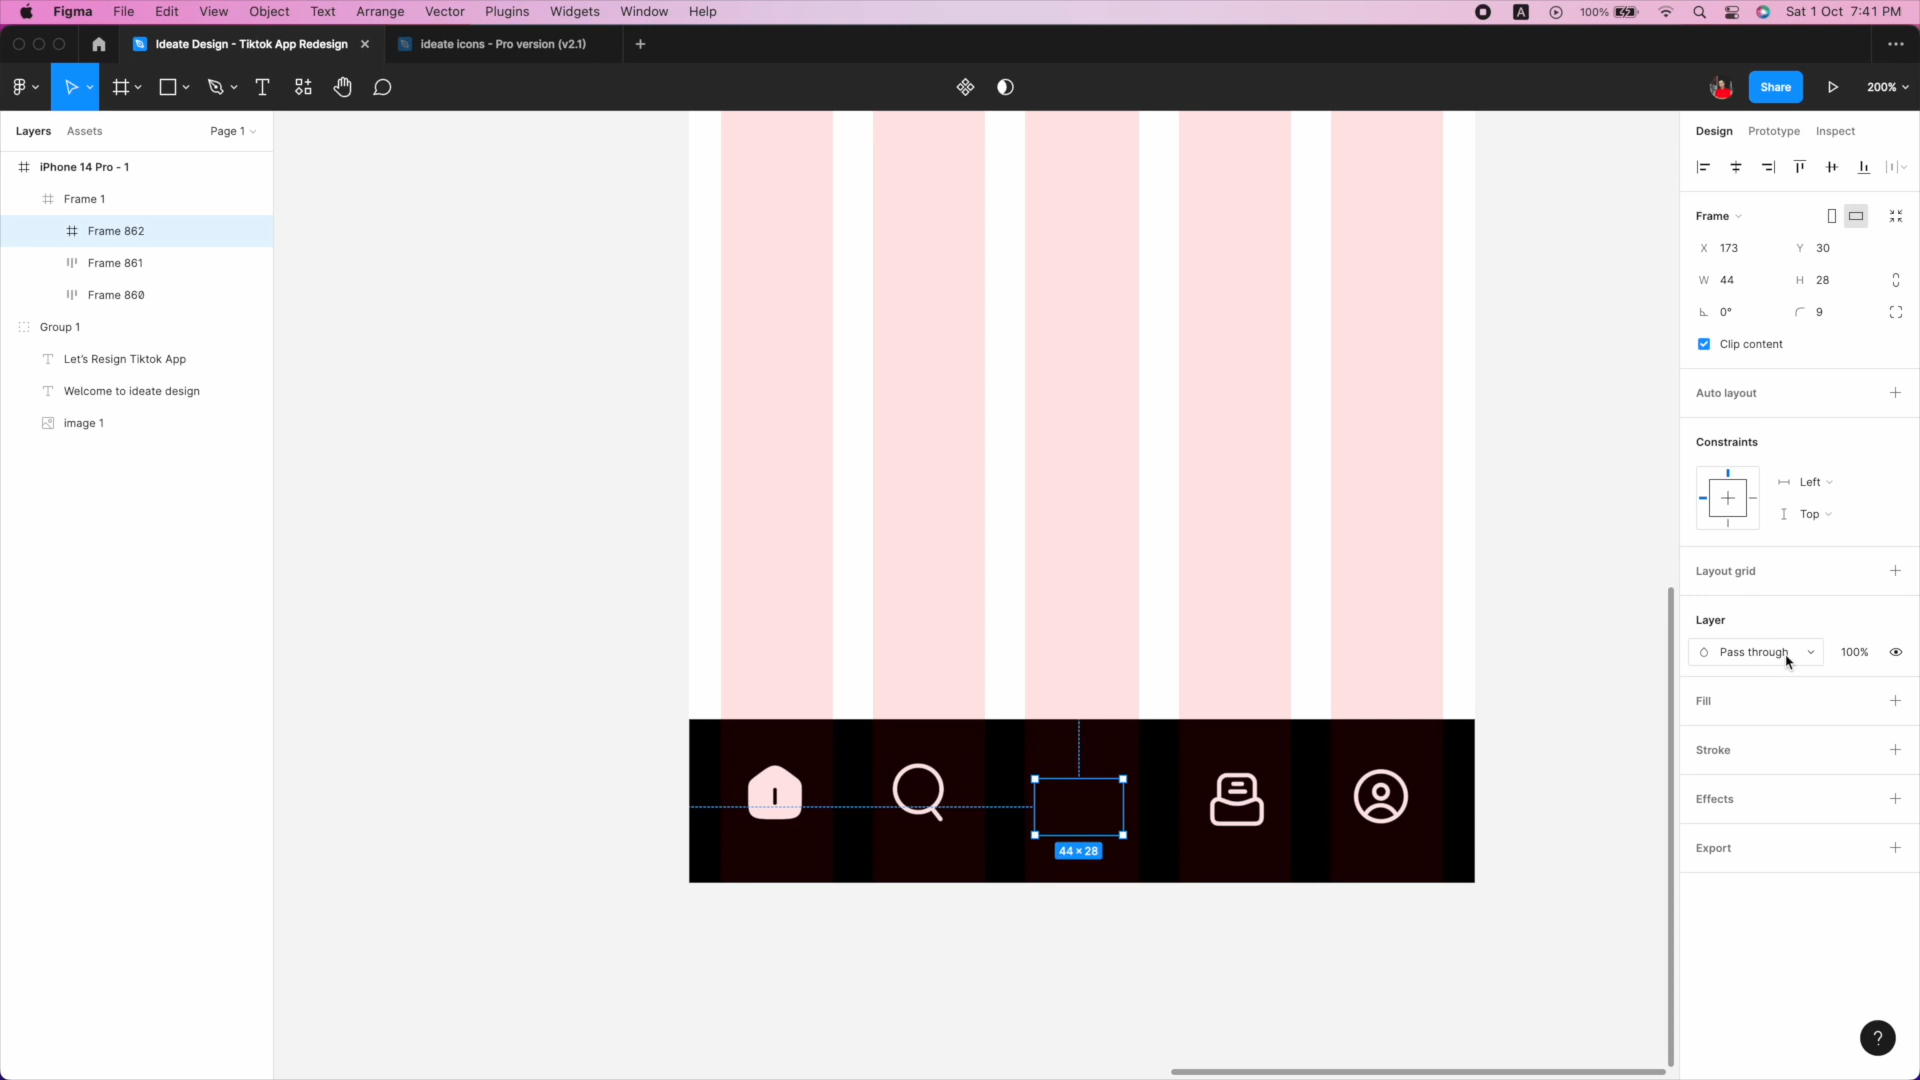 Figma File Edit View Object Text Arrange Vector Plugins Widgets Window Help
A 100% Sat 1 Oct 7:41 PM
Ideate Design - Tiktok App Redesign
ideate icons - Pro version (v2.1)
Share
200%
Layers
Assets
Page 1
iPhone 14 Pro - 1
Frame 1
Frame 862
Frame 861
Frame 860
Group 1
Let's Resign Tiktok App
Welcome to ideate design
image 1
44 × 28
Design
Prototype
Inspect
Frame
X 173 Y 30
W 44 H 28
0° 9
Clip content
Auto layout
Constraints
Left
Top
Layout grid
Layer
Pass through 100%
Fill
Stroke
Effects
Export
?